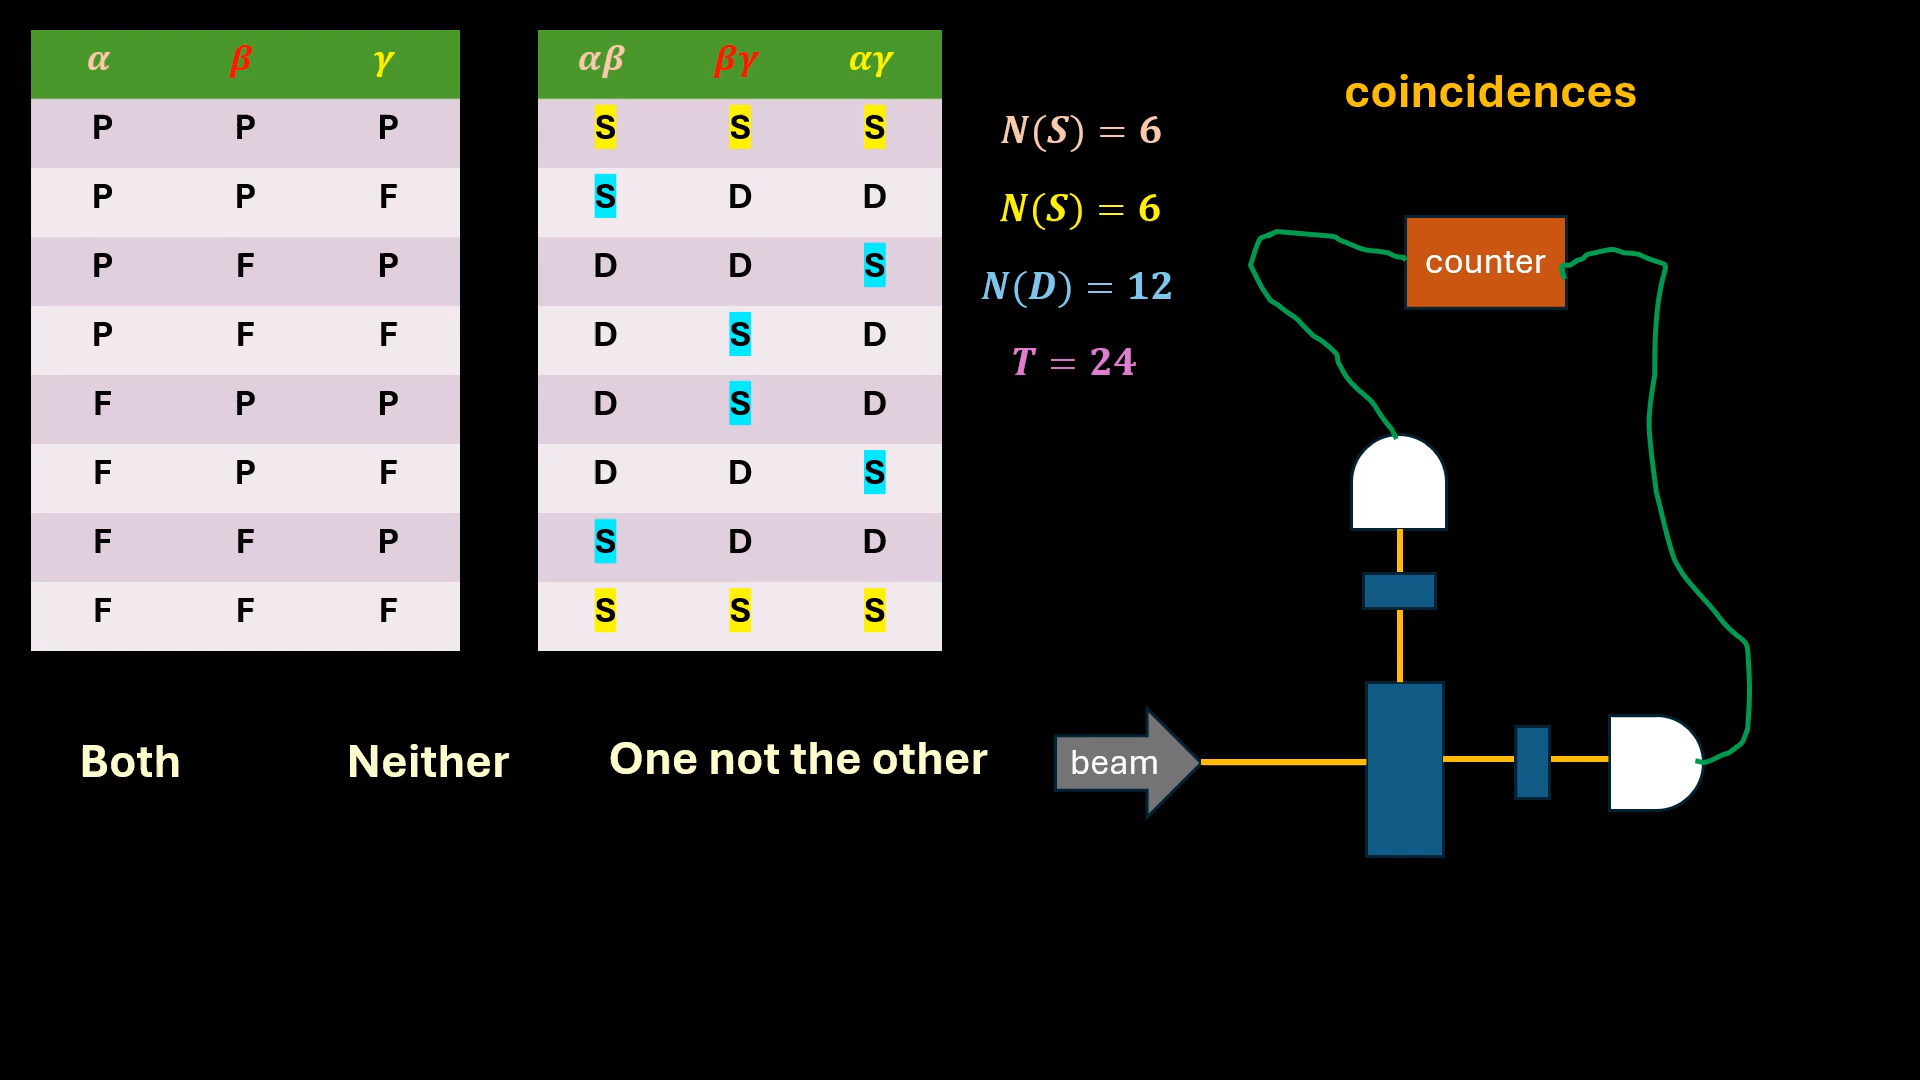 α β γ
P P P
P P F
P F P
P F F
F P P
F P F
F F P
F F F
αβ βγ αγ
S S S
S D D
D D S
D S D
D S D
D D S
S D D
S S S
N(S) = 6
N(S) = 6
N(D) = 12
T = 24
coincidences
counter
beam
Both
Neither
One not the other